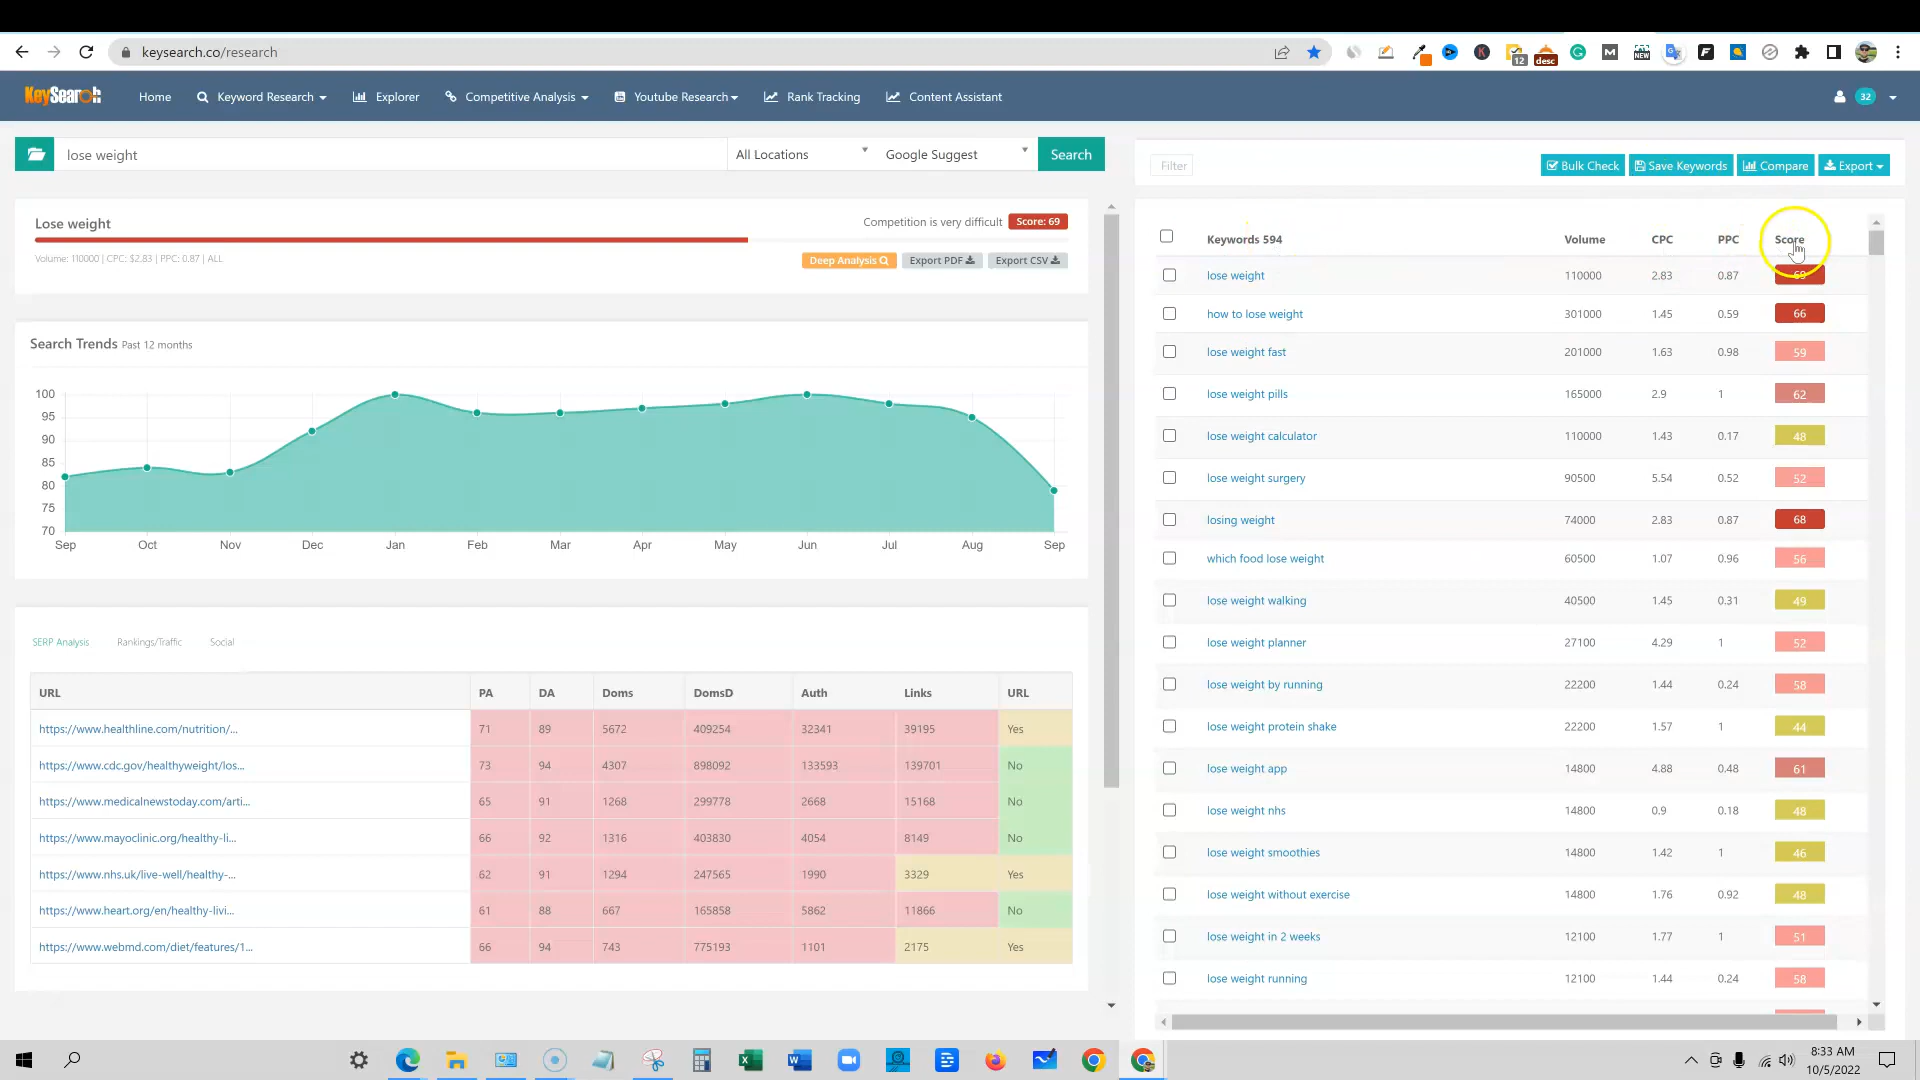 keysearch.co/research
12
desc
NEW
KeySearch
Home
Keyword Research
Explorer
Competitive Analysis
Youtube Research
Rank Tracking
Content Assistant
32
lose weight
All Locations
Google Suggest
Search
Filter
Bulk Check
Save Keywords
Compare
Export
Lose weight
Competition is very difficult
Score: 69
Volume: 110000 | CPC: $2.83 | PPC: 0.87 | ALL
Deep Analysis
Export PDF
Export CSV
Search Trends Past 12 months
100
95
90
85
80
75
70
Sep Oct Nov Dec Jan Feb Mar Apr May Jun Jul Aug Sep
SERP Analysis Rankings/Traffic Social
URL PA DA Doms DomsD Auth Links URL
https://www.healthline.com/nutrition/... 71 89 5672 409254 32341 39195 Yes
https://www.cdc.gov/healthyweight/los... 73 94 4307 898092 133593 139701 No
https://www.medicalnewstoday.com/arti... 65 91 1268 299778 2668 15168 No
https://www.mayoclinic.org/healthy-li... 66 92 1316 403830 4054 8149 No
https://www.nhs.uk/live-well/healthy-... 62 91 1294 247565 1990 3329 Yes
https://www.heart.org/en/healthy-livi... 61 88 667 165858 5862 11866 No
https://www.webmd.com/diet/features/1... 66 94 743 775193 1101 2175 Yes
Keywords 594 Volume CPC PPC Score
lose weight 110000 2.83 0.87 69
how to lose weight 301000 1.45 0.59 66
lose weight fast 201000 1.63 0.98 59
lose weight pills 165000 2.9 1 62
lose weight calculator 110000 1.43 0.17 48
lose weight surgery 90500 5.54 0.52 52
losing weight 74000 2.83 0.87 68
which food lose weight 60500 1.07 0.96 56
lose weight walking 40500 1.45 0.31 49
lose weight planner 27100 4.29 1 52
lose weight by running 22200 1.44 0.24 58
lose weight protein shake 22200 1.57 1 44
lose weight app 14800 4.88 0.48 61
lose weight nhs 14800 0.9 0.18 48
lose weight smoothies 14800 1.42 1 46
lose weight without exercise 14800 1.76 0.92 48
lose weight in 2 weeks 12100 1.77 1 51
lose weight running 12100 1.44 0.24 58
8:33 AM
10/5/2022